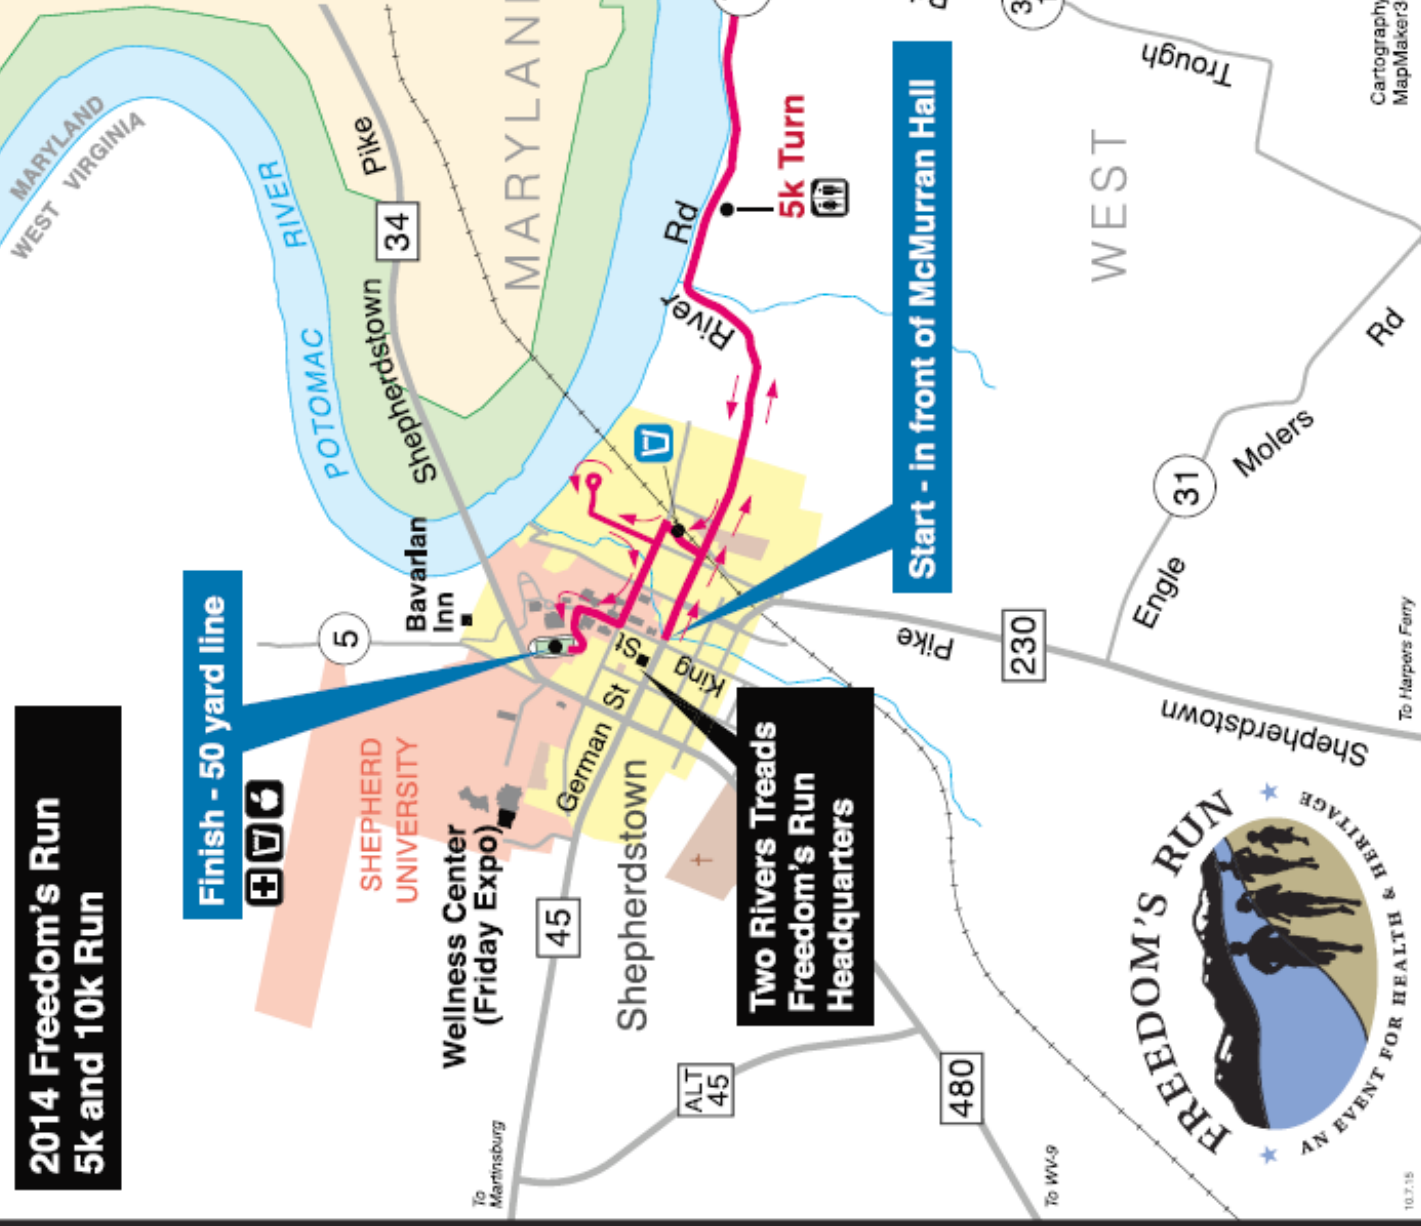 2014 Freedom's Run
5k and 10k Run
Finish - 50 yard line
SHEPHERD
UNIVERSITY
Wellness Center
(Friday Expo)
Bavarian
Inn
5
MARYLAND
WEST VIRGINIA
POTOMAC RIVER
Shepherdstown Pike
34
MARYLAND
River Rd
5k Turn
Start - in front of McMurran Hall
German St
King St
Shepherdstown
Two Rivers Treads
Freedom's Run
Headquarters
45
ALT
45
480
To
Martinsburg
To WV-9
Shepherdstown Pike
230
To Harpers Ferry
Engle Molers Rd
31
Trough
WEST
Cartography
MapMaker
FREEDOM'S RUN
AN EVENT FOR HEALTH & HERITAGE
10.7.15